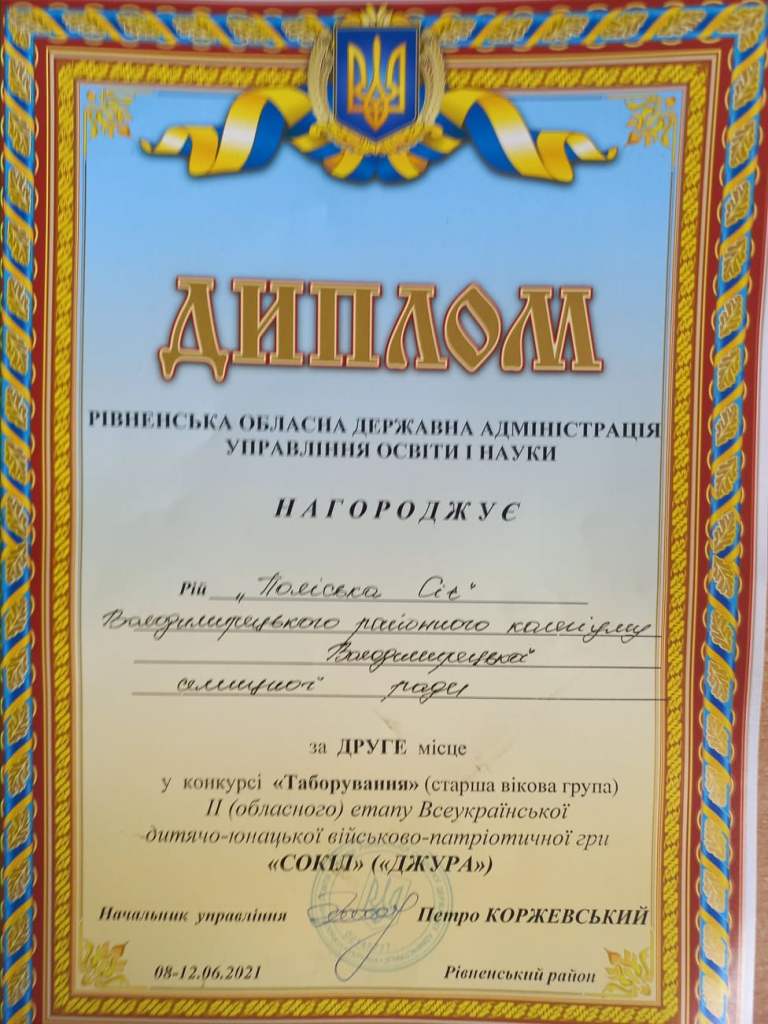 ДИПЛОМ
РІВНЕНСЬКА ОБЛАСНА ДЕРЖАВНА АДМІНІСТРАЦІЯ
УПРАВЛІННЯ ОСВІТИ І НАУКИ
НАГОРОДЖУЄ
Рій „Поліська Січ"
Володимирецького районного колегіуму
Володимирецької
селищної ради
за ДРУГЕ місце
у конкурсі «Таборування» (старша вікова група)
ІІ (обласного) етапу Всеукраїнської
дитячо-юнацької військово-патріотичної гри
«СОКІЛ» («ДЖУРА»)
Начальник управління Петро КОРЖЕВСЬКИЙ
08-12.06.2021 Рівненський район